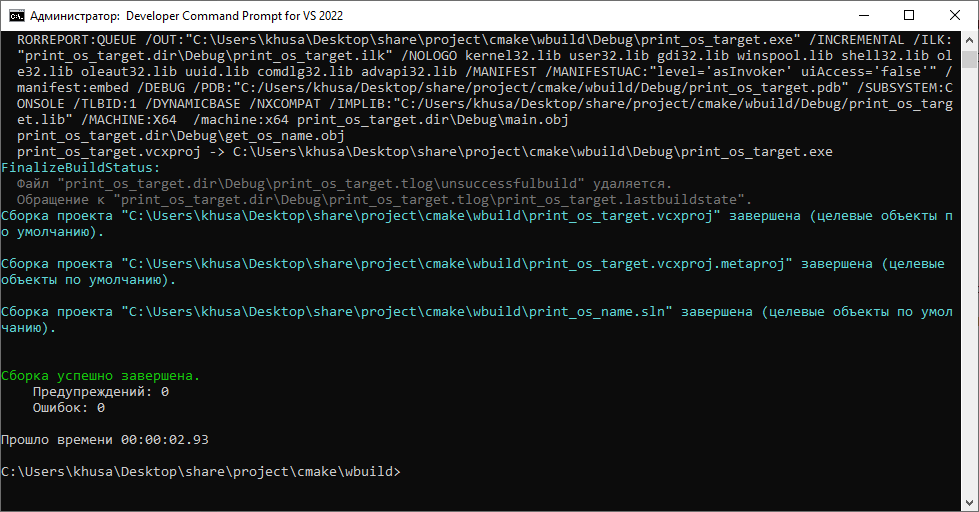 Администратор: Developer Command Prompt for VS 2022
RORREPORT:QUEUE /OUT:"C:\Users\khusa\Desktop\share\project\cmake\wbuild\Debug\print_os_target.exe" /INCREMENTAL /ILK:
"print_os_target.dir\Debug\print_os_target.ilk" /NOLOGO kernel32.lib user32.lib gdi32.lib winspool.lib shell32.lib ol
e32.lib oleaut32.lib uuid.lib comdlg32.lib advapi32.lib /MANIFEST /MANIFESTUAC:"level='asInvoker' uiAccess='false'" /
manifest:embed /DEBUG /PDB:"C:/Users/khusa/Desktop/share/project/cmake/wbuild/Debug/print_os_target.pdb" /SUBSYSTEM:C
ONSOLE /TLBID:1 /DYNAMICBASE /NXCOMPAT /IMPLIB:"C:/Users/khusa/Desktop/share/project/cmake/wbuild/Debug/print_os_targ
et.lib" /MACHINE:X64  /machine:x64 print_os_target.dir\Debug\main.obj
print_os_target.dir\Debug\get_os_name.obj
print_os_target.vcxproj -> C:\Users\khusa\Desktop\share\project\cmake\wbuild\Debug\print_os_target.exe
FinalizeBuildStatus:
Файл "print_os_target.dir\Debug\print_os_target.tlog\unsuccessfulbuild" удаляется.
Обращение к "print_os_target.dir\Debug\print_os_target.tlog\print_os_target.lastbuildstate".
Сборка проекта "C:\Users\khusa\Desktop\share\project\cmake\wbuild\print_os_target.vcxproj" завершена (целевые объекты п
о умолчанию).
Сборка проекта "C:\Users\khusa\Desktop\share\project\cmake\wbuild\print_os_target.vcxproj.metaproj" завершена (целевые
объекты по умолчанию).
Сборка проекта "C:\Users\khusa\Desktop\share\project\cmake\wbuild\print_os_name.sln" завершена (целевые объекты по умол
чанию).
Сборка успешно завершена.
Предупреждений: 0
Ошибок: 0
Прошло времени 00:00:02.93
C:\Users\khusa\Desktop\share\project\cmake\wbuild>